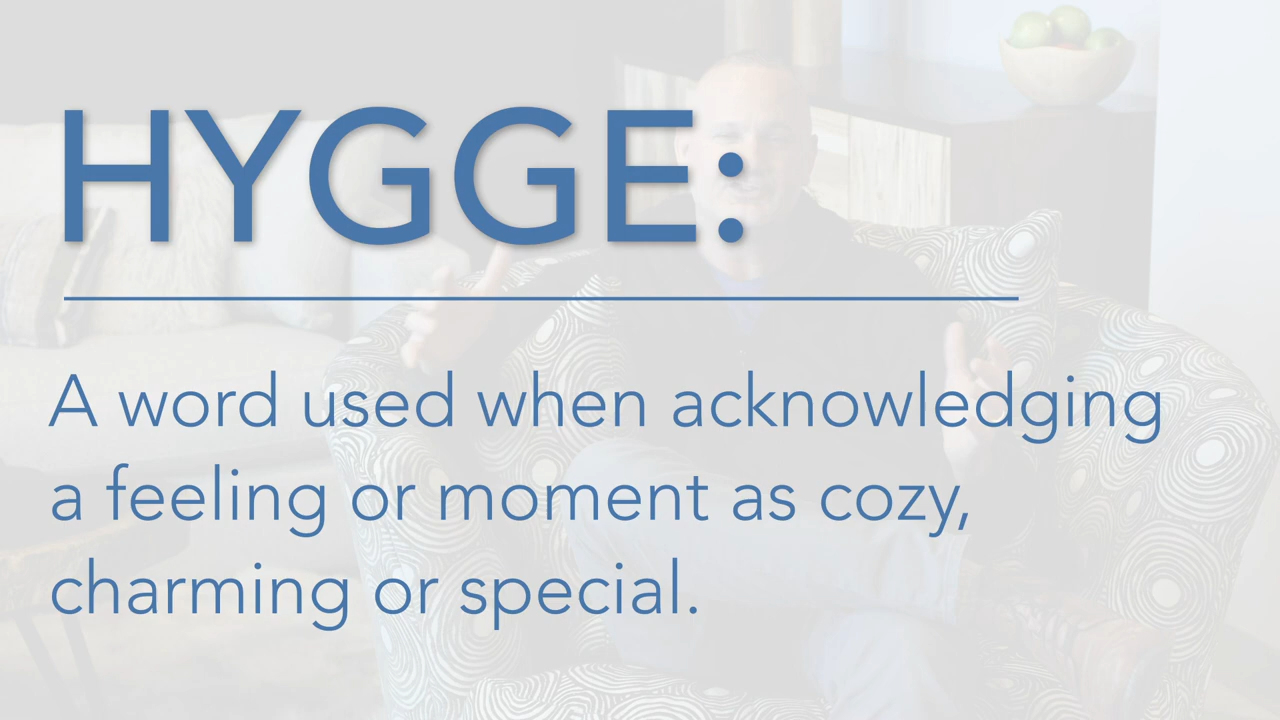 HYGGE:
A word used when acknowledging
a feeling or moment as cozy,
charming or special.